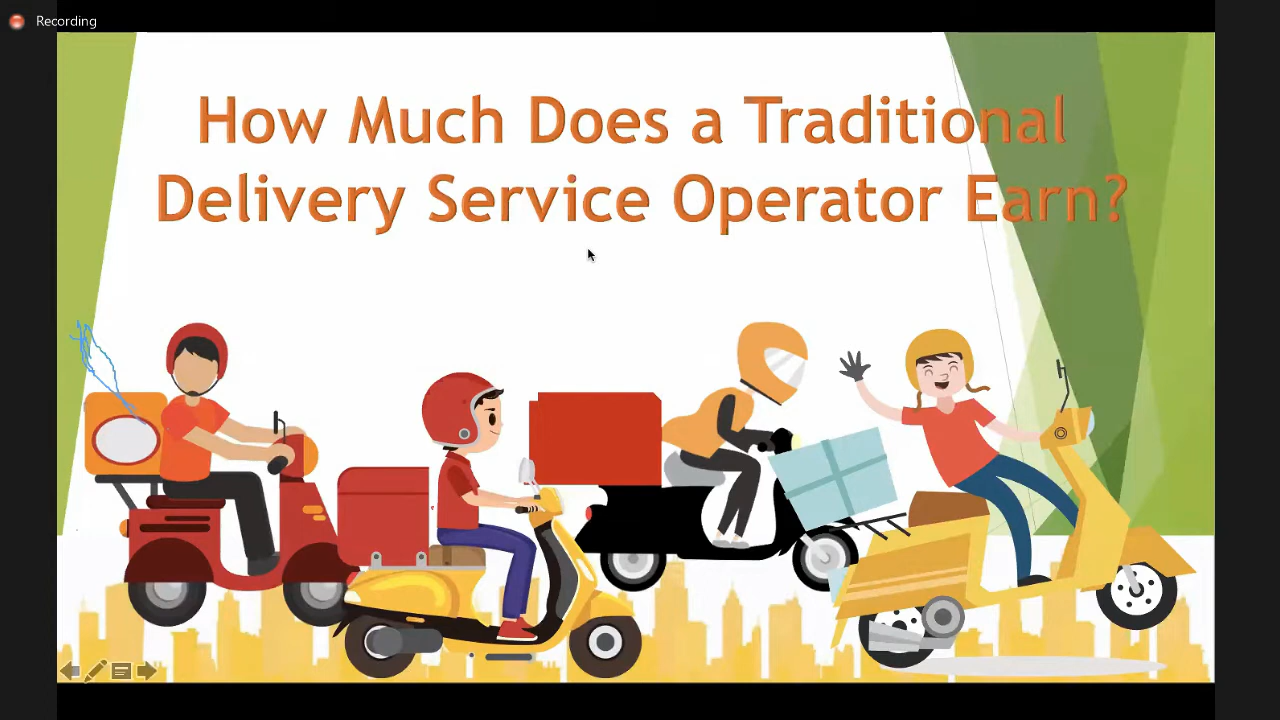 Recording
How Much Does a Traditional
Delivery Service Operator Earn?